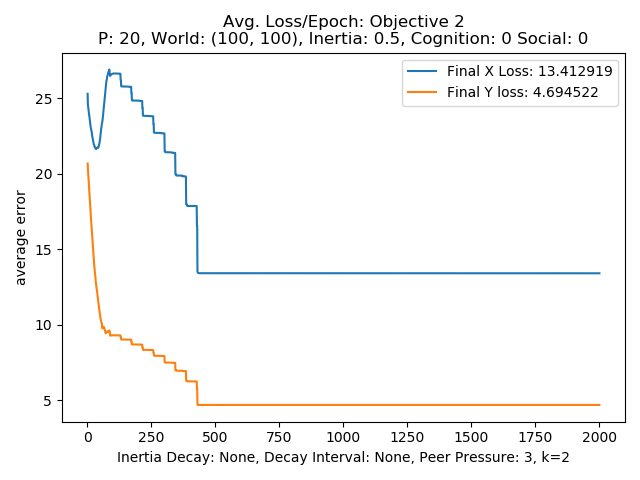 Avg. Loss/Epoch: Objective 2
P: 20, World: (100, 100), Inertia: 0.5, Cognition: 0 Social: 0
Final X Loss: 13.412919
Final Y loss: 4.694522
average error
25
20
15
10
5
0 250 500 750 1000 1250 1500 1750 2000
Inertia Decay: None, Decay Interval: None, Peer Pressure: 3, k=2